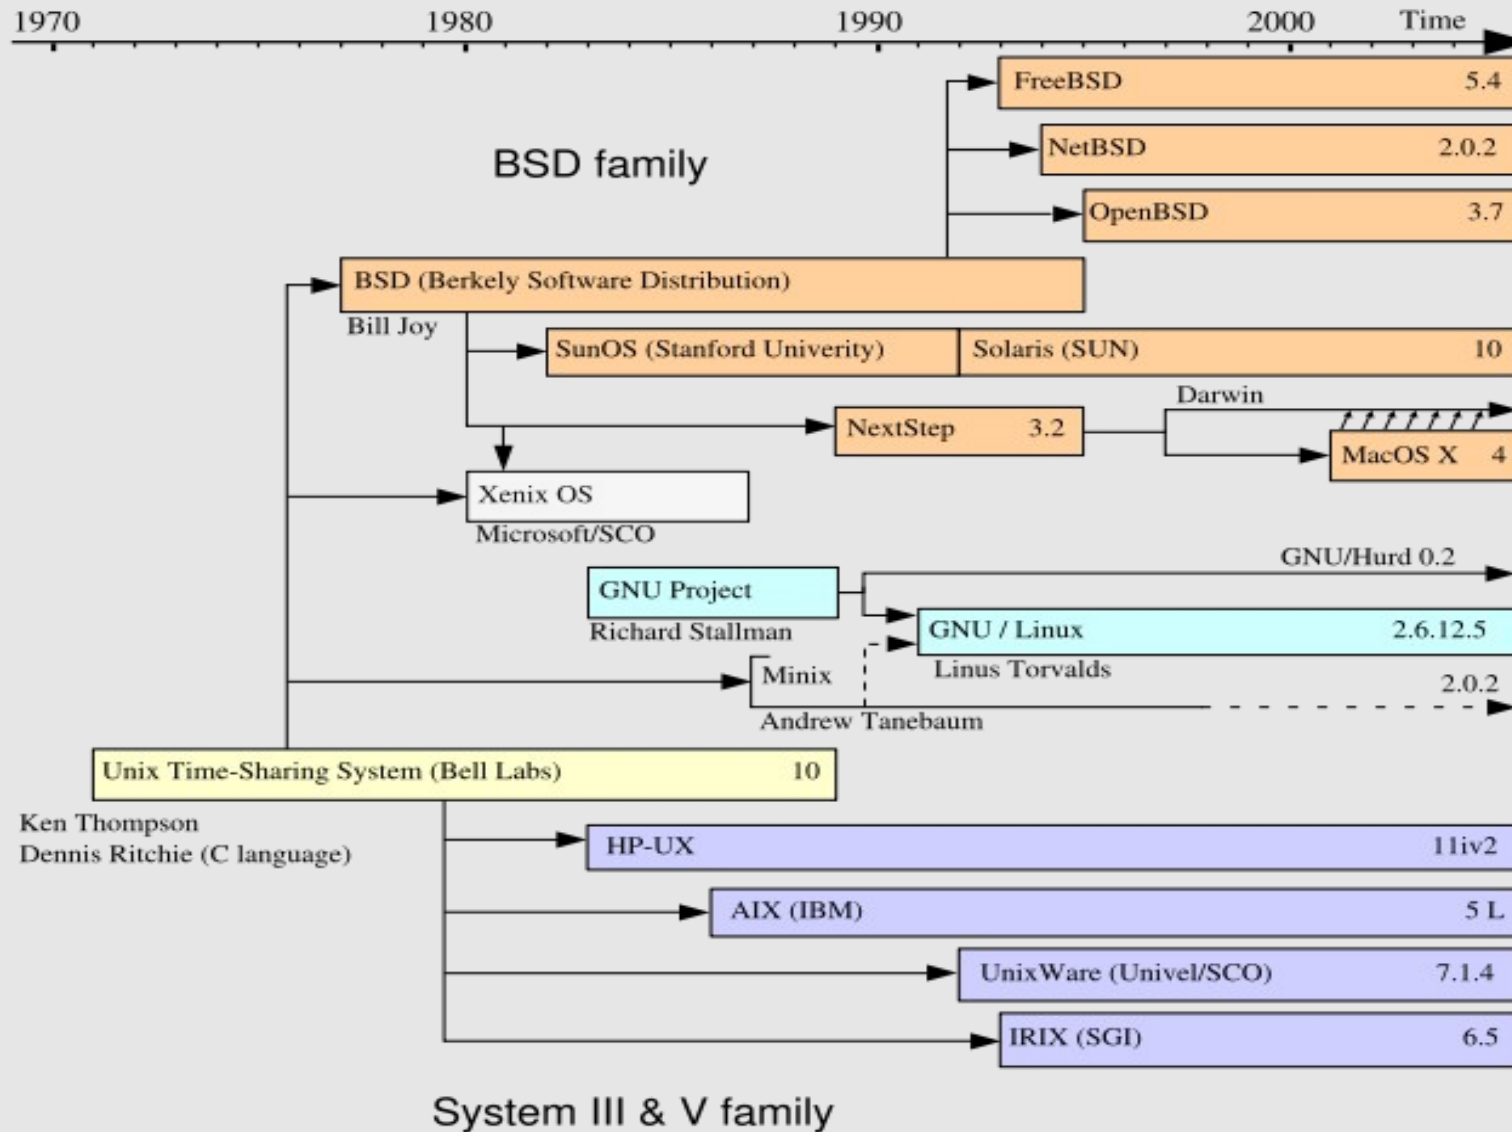 1970 1980 1990 2000 Time
FreeBSD 5.4
NetBSD 2.0.2
BSD family
OpenBSD 3.7
BSD (Berkely Software Distribution)
Bill Joy
SunOS (Stanford Univerity) Solaris (SUN) 10
Darwin
NextStep 3.2
MacOS X 4
Xenix OS
Microsoft/SCO
GNU/Hurd 0.2
GNU Project
Richard Stallman
GNU / Linux 2.6.12.5
Linus Torvalds
Minix
2.0.2
Andrew Tanebaum
Unix Time-Sharing System (Bell Labs) 10
Ken Thompson
Dennis Ritchie (C language)
HP-UX 11iv2
AIX (IBM) 5 L
UnixWare (Univel/SCO) 7.1.4
IRIX (SGI) 6.5
System III & V family